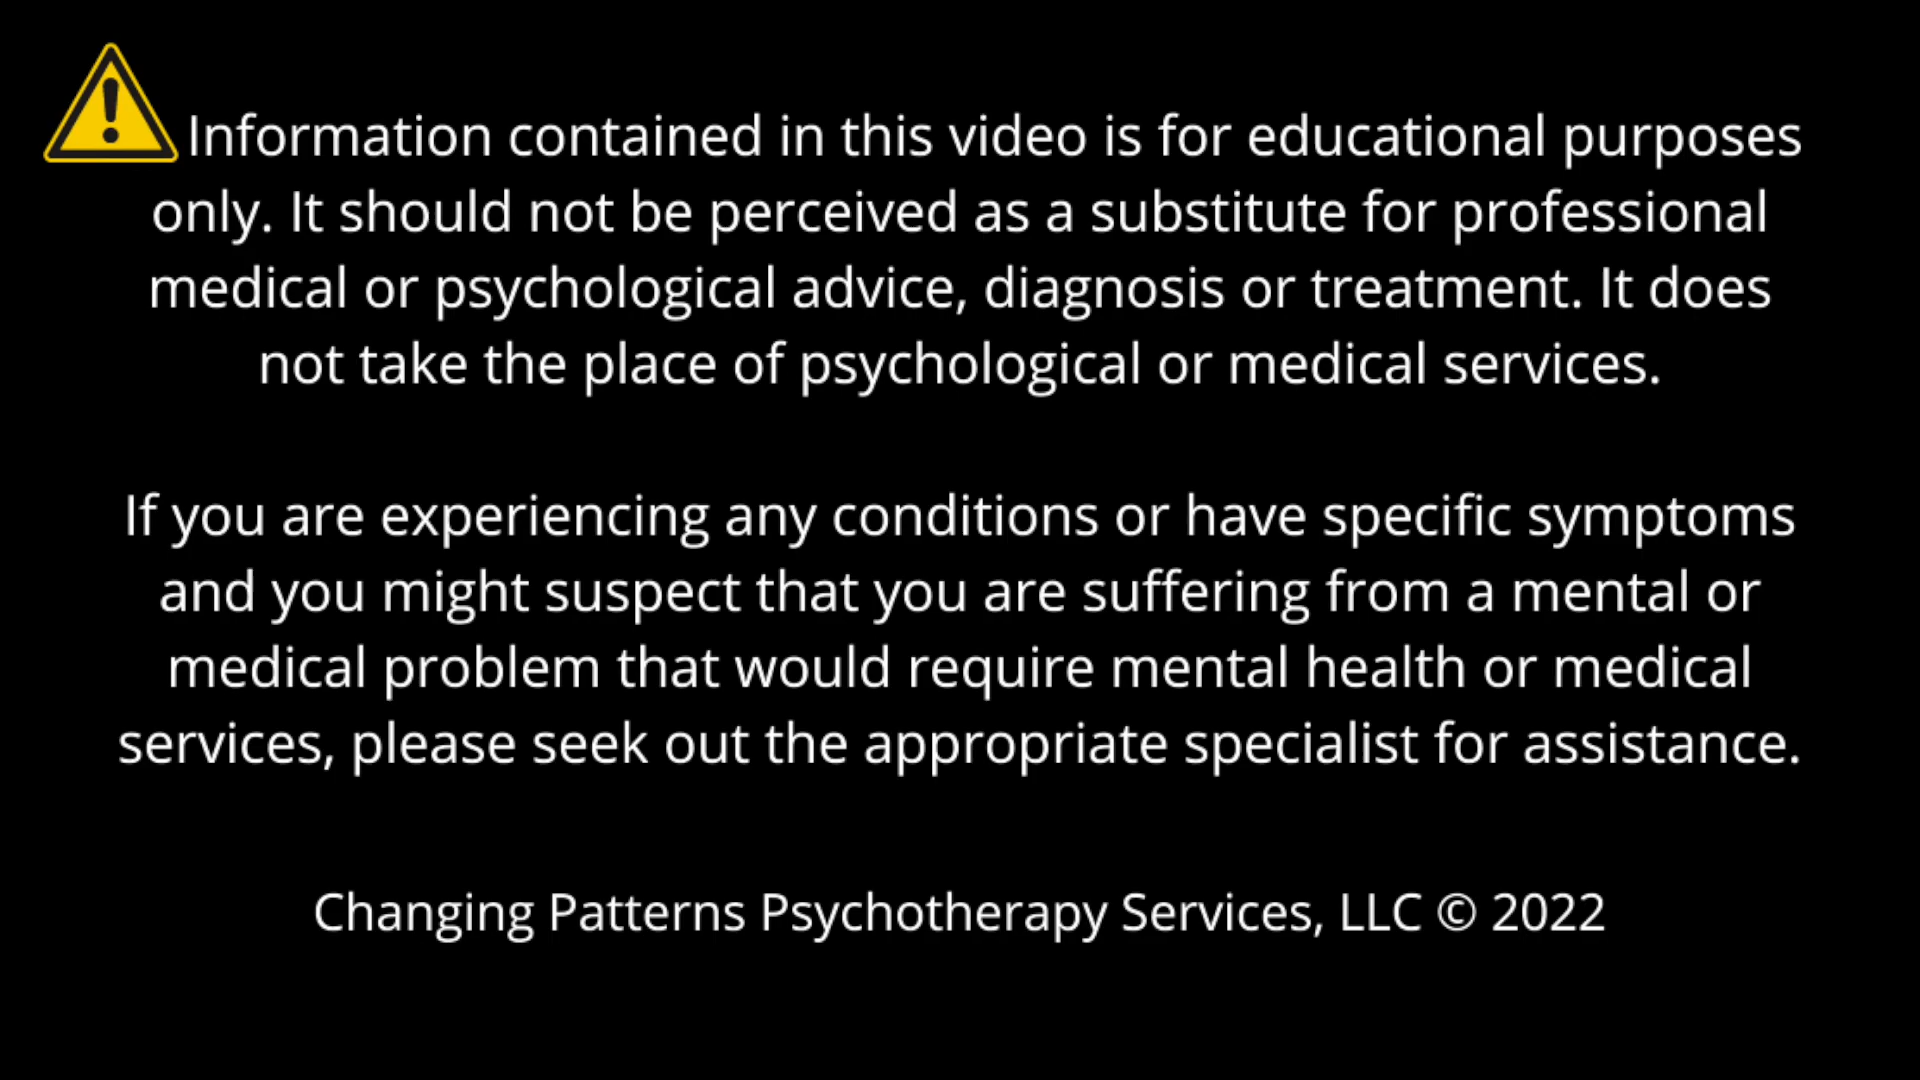 Information contained in this video is for educational purposes
only. It should not be perceived as a substitute for professional
medical or psychological advice, diagnosis or treatment. It does
not take the place of psychological or medical services.
If you are experiencing any conditions or have specific symptoms
and you might suspect that you are suffering from a mental or
medical problem that would require mental health or medical
services, please seek out the appropriate specialist for assistance.
Changing Patterns Psychotherapy Services, LLC © 2022